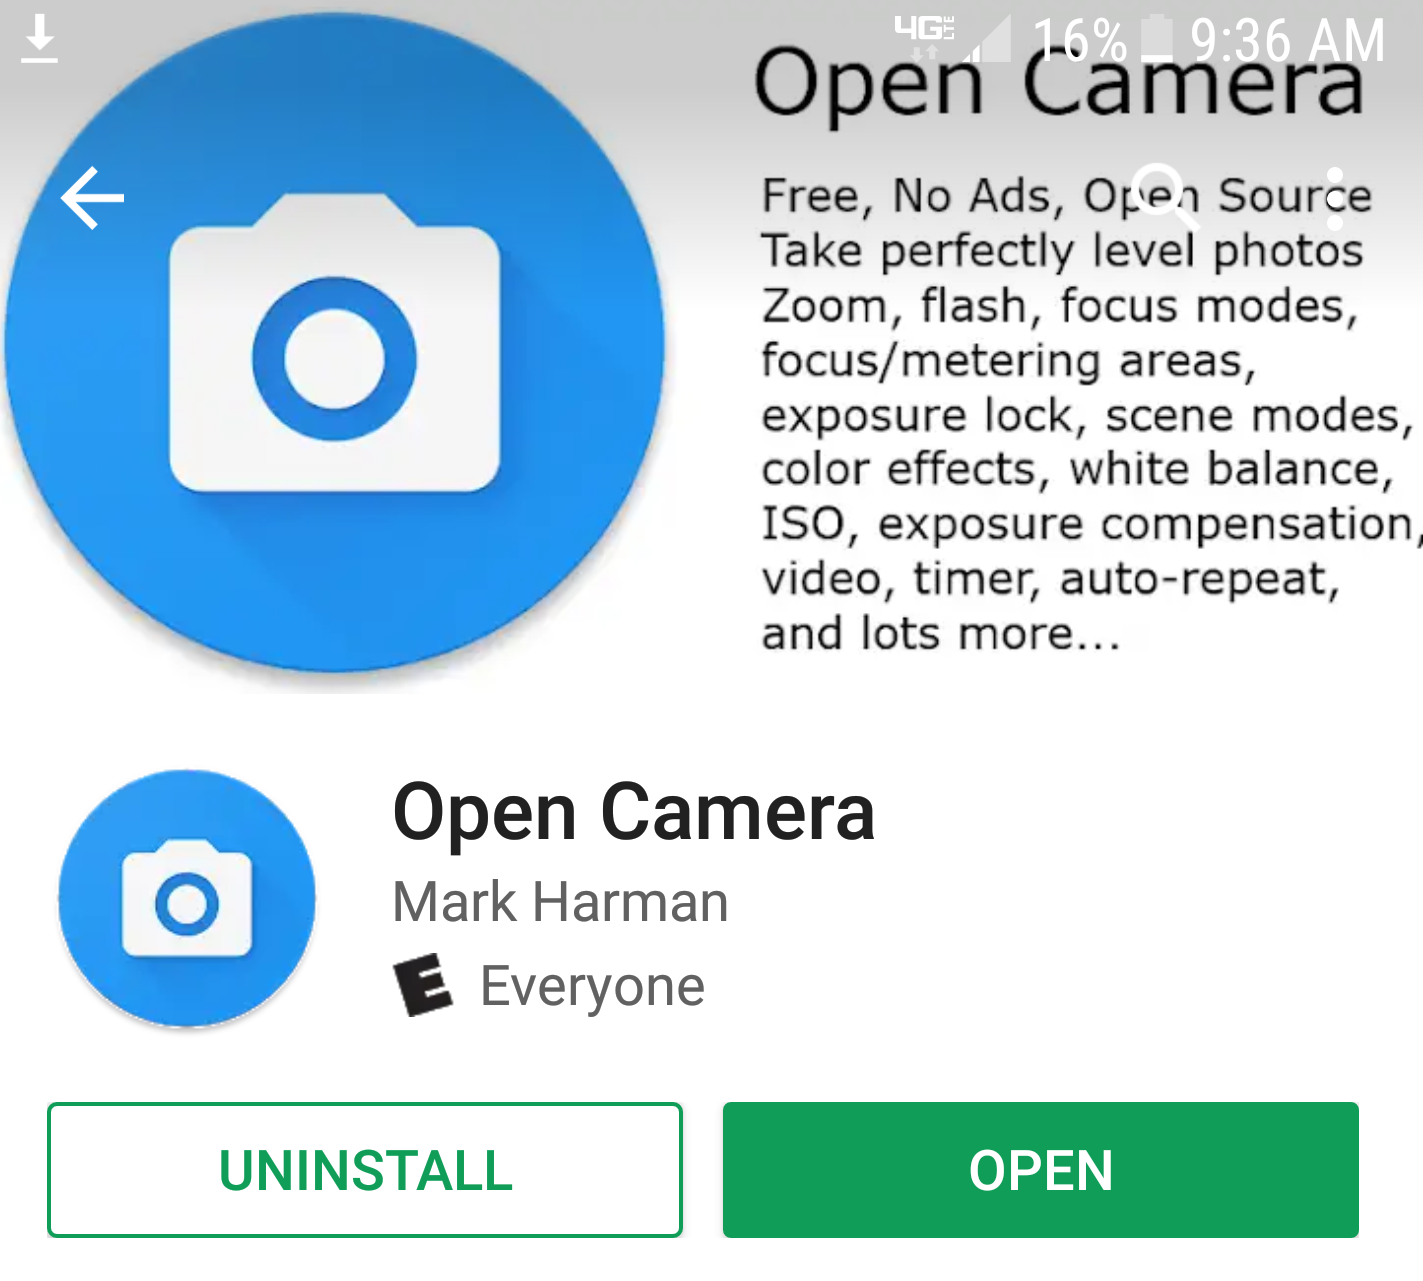 4G LTE 16% 9:36 AM
Open Camera
Free, No Ads, Open Source
Take perfectly level photos
Zoom, flash, focus modes,
focus/metering areas,
exposure lock, scene modes,
color effects, white balance,
ISO, exposure compensation,
video, timer, auto-repeat,
and lots more...
Open Camera
Mark Harman
E Everyone
UNINSTALL
OPEN